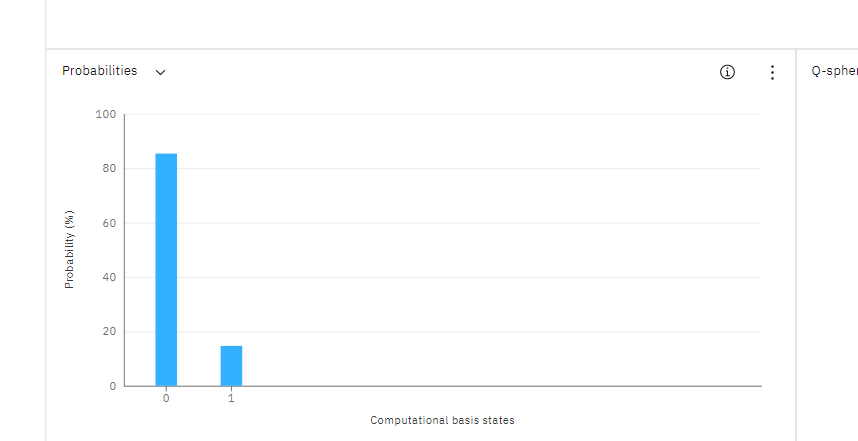 Probabilities
Q-spher
100
80
60
40
20
0
Probability (%)
0 1
Computational basis states